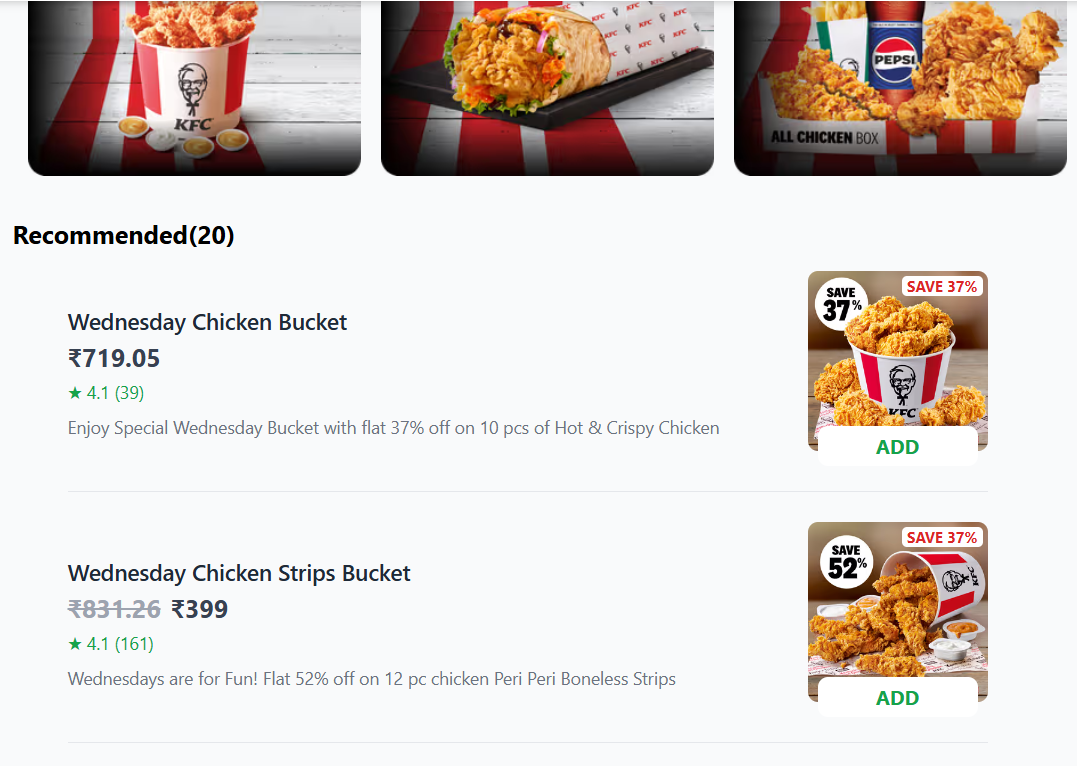 KFC
KFC KFC KFC
KFC KFC
KFC
PEPSI
ALL CHICKEN BOX
Recommended(20)
SAVE 37%
SAVE
37%
Wednesday Chicken Bucket
₹719.05
★ 4.1 (39)
Enjoy Special Wednesday Bucket with flat 37% off on 10 pcs of Hot & Crispy Chicken
KFC
ADD
SAVE 37%
SAVE
52%
KFC
Wednesday Chicken Strips Bucket
₹831.26 ₹399
★ 4.1 (161)
Wednesdays are for Fun! Flat 52% off on 12 pc chicken Peri Peri Boneless Strips
ADD